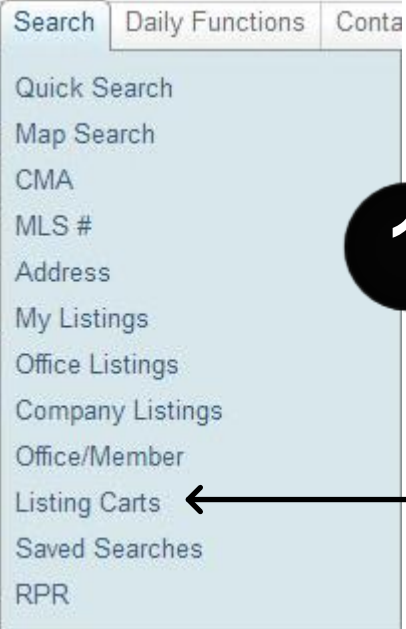 Search Daily Functions Conta
Quick Search
Map Search
CMA
MLS #
1
Address
My Listings
Office Listings
Company Listings
Office/Member
Listing Carts
Saved Searches
RPR